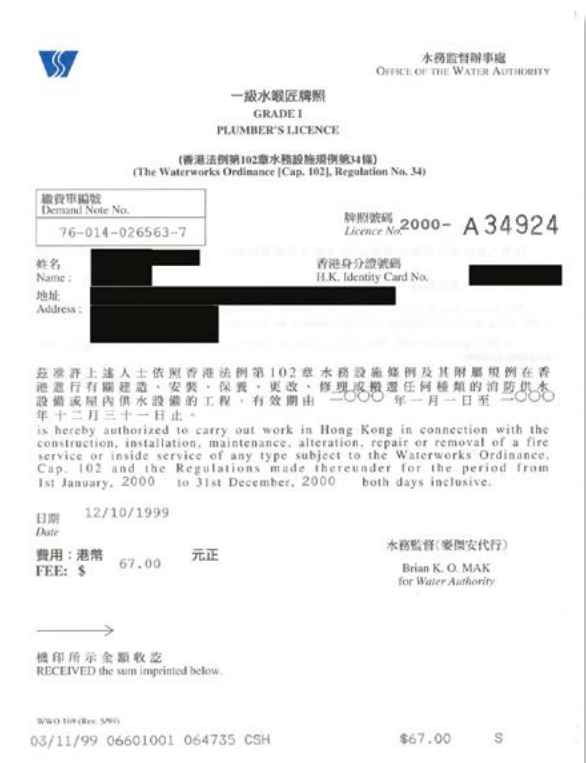 水務監督辦事處
OFFICE OF THE WATER AUTHORITY
一級水喉匠牌照
GRADE I
PLUMBER'S LICENCE
(香港法例第102章水務設施規例第34條)
(The Waterworks Ordinance [Cap. 102], Regulation No. 34)
繳費單編號
Demand Note No.
76-014-026563-7
牌照號碼
Licence No. 2000- A34924
姓名
Name :
香港身分證號碼
H.K. Identity Card No.
地址
Address :
茲准許上述人士依照香港法例第102章水務設施條例及其附屬規例在香
港進行有關建造、安裝、保養、更改、修理或搬遷任何種類的消防供水
設備或屋內供水設備的工程,有效期由 二○○○ 年一月一日至 二○○○
年十二月三十一日止。
is hereby authorized to carry out work in Hong Kong in connection with the
construction, installation, maintenance, alteration, repair or removal of a fire
service or inside service of any type subject to the Waterworks Ordinance,
Cap. 102 and the Regulations made thereunder for the period from
1st January, 2000 to 31st December, 2000 both days inclusive.
日期 12/10/1999
Date
費用:港幣 67.00 元正
FEE: $
水務監督(麥傑安代行)
Brian K. O. MAK
for Water Authority
機印所示金額收訖
RECEIVED the sum imprinted below.
WWO 169 (Rev. 5/99)
03/11/99 06601001 064735 CSH $67.00 S